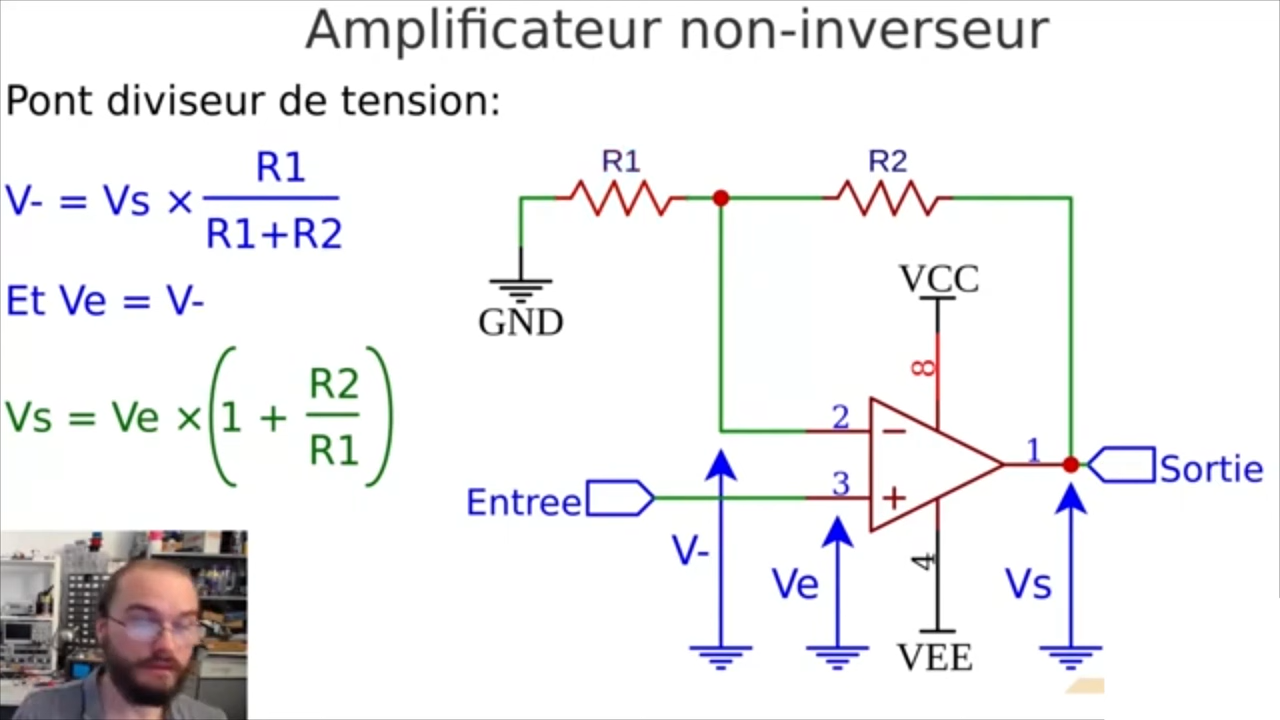 Amplificateur non-inverseur
Pont diviseur de tension:
V- = Vs × R1
R1+R2
Et Ve = V-
Vs = Ve × (1 + R2
R1)
R1
R2
GND
VCC
8
2
−
3
+
1
Entree
Sortie
V-
Ve
4
Vs
VEE